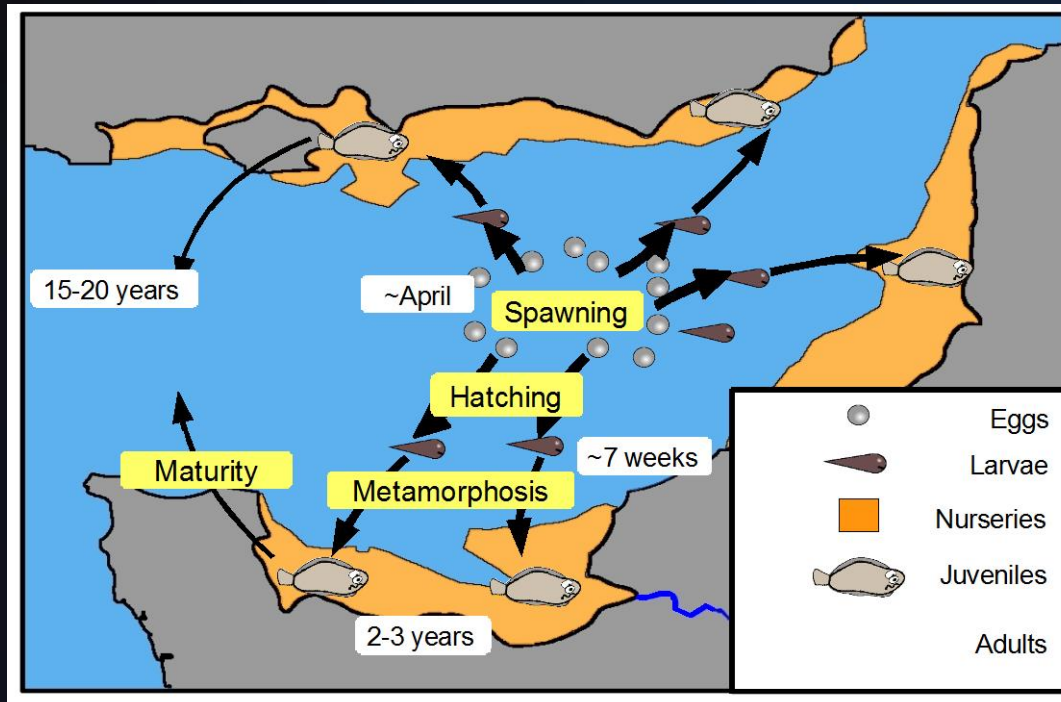 15-20 years
~April
Spawning
Hatching
Maturity
Metamorphosis
~7 weeks
2-3 years
Eggs
Larvae
Nurseries
Juveniles
Adults